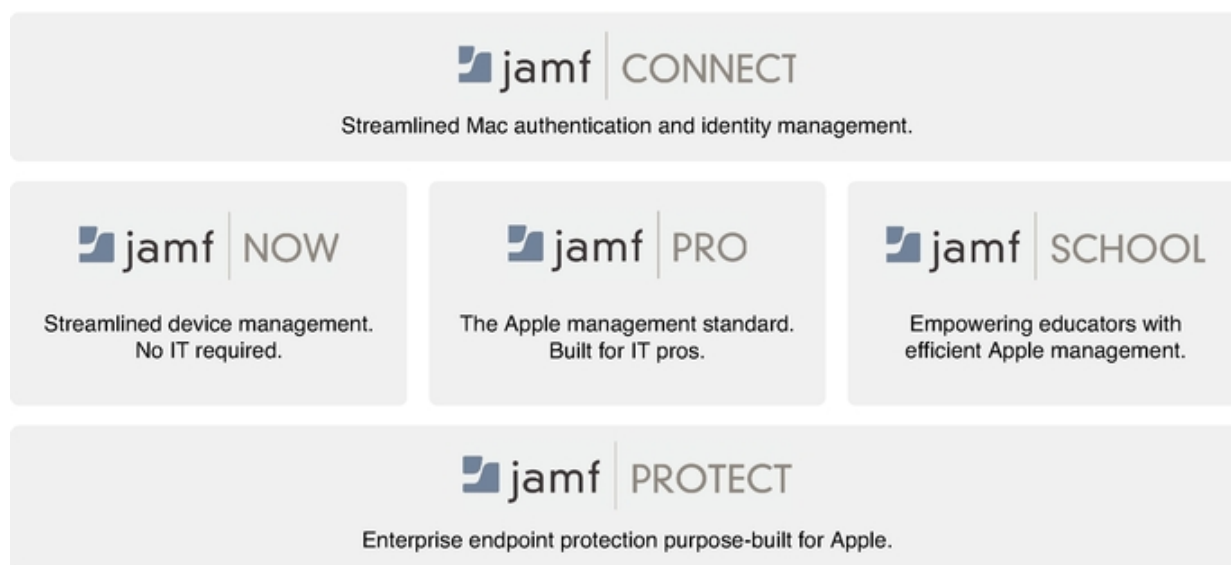 jamf CONNECT
Streamlined Mac authentication and identity management.
jamf NOW
Streamlined device management.
No IT required.
jamf PRO
The Apple management standard.
Built for IT pros.
jamf SCHOOL
Empowering educators with
efficient Apple management.
jamf PROTECT
Enterprise endpoint protection purpose-built for Apple.